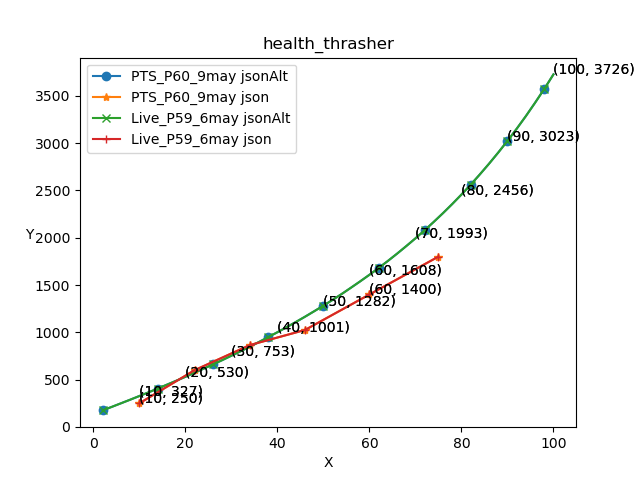 health_thrasher
PTS_P60_9may jsonAlt
PTS_P60_9may json
Live_P59_6may jsonAlt
Live_P59_6may json
(100, 3726)
3500
(90, 3023)
3000
2500
(80, 2456)
Y
2000
(70, 1993)
(60, 1608)
1500
(60, 1400)
(50, 1282)
1000
(40, 1001)
(30, 753)
500
(20, 530)
(10, 327)
(10, 250)
0
0 20 40 60 80 100
X